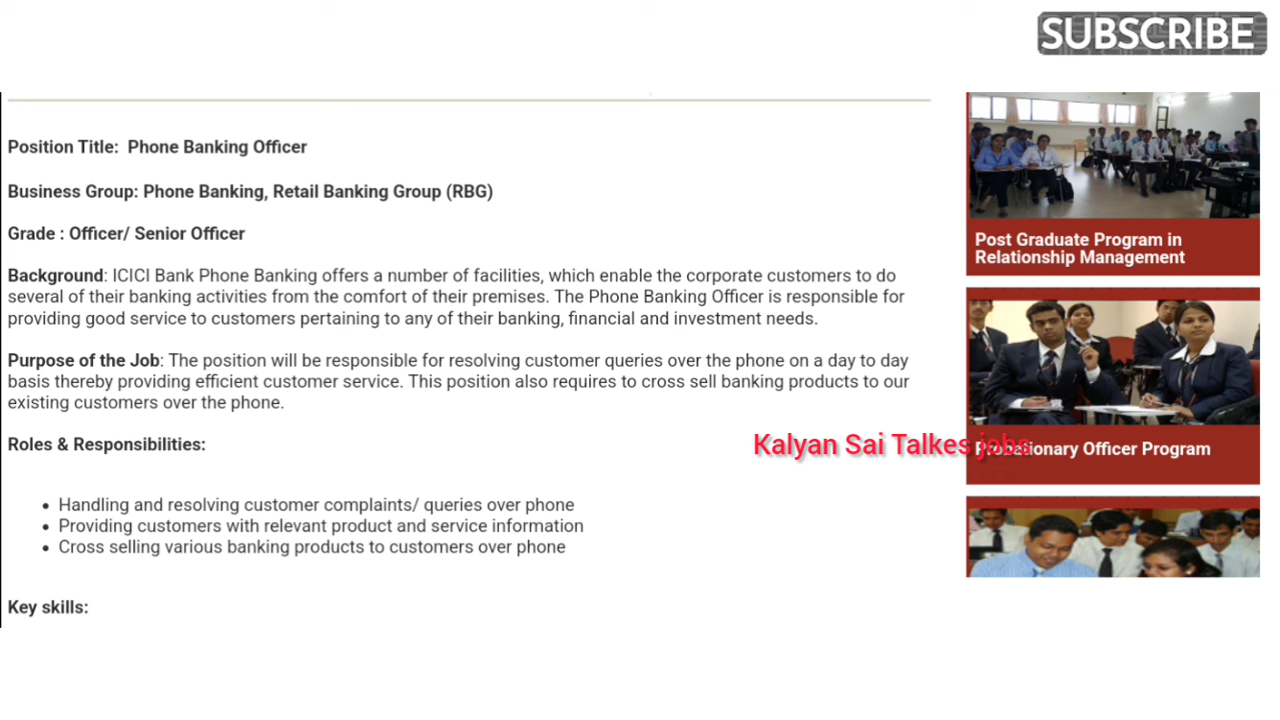 SUBSCRIBE
Position Title: Phone Banking Officer
Business Group: Phone Banking, Retail Banking Group (RBG)
Grade : Officer/ Senior Officer
Background: ICICI Bank Phone Banking offers a number of facilities, which enable the corporate customers to do
several of their banking activities from the comfort of their premises. The Phone Banking Officer is responsible for
providing good service to customers pertaining to any of their banking, financial and investment needs.
Purpose of the Job: The position will be responsible for resolving customer queries over the phone on a day to day
basis thereby providing efficient customer service. This position also requires to cross sell banking products to our
existing customers over the phone.
Roles & Responsibilities:
• Handling and resolving customer complaints/ queries over phone
• Providing customers with relevant product and service information
• Cross selling various banking products to customers over phone
Key skills:
Post Graduate Program in
Relationship Management
Kalyan Sai Talkes jobs
Probationary Officer Program